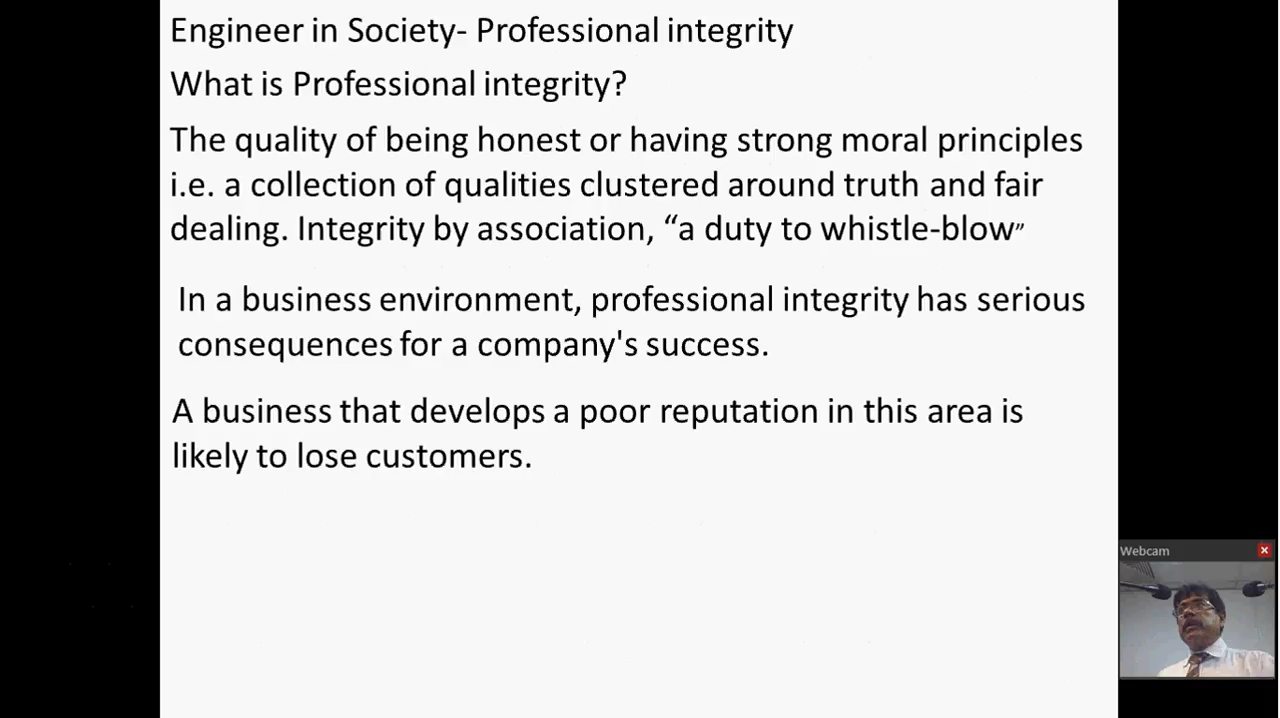 Engineer in Society- Professional integrity
What is Professional integrity?
The quality of being honest or having strong moral principles
i.e. a collection of qualities clustered around truth and fair
dealing. Integrity by association, “a duty to whistle-blow”
In a business environment, professional integrity has serious
consequences for a company's success.
A business that develops a poor reputation in this area is
likely to lose customers.
Webcam